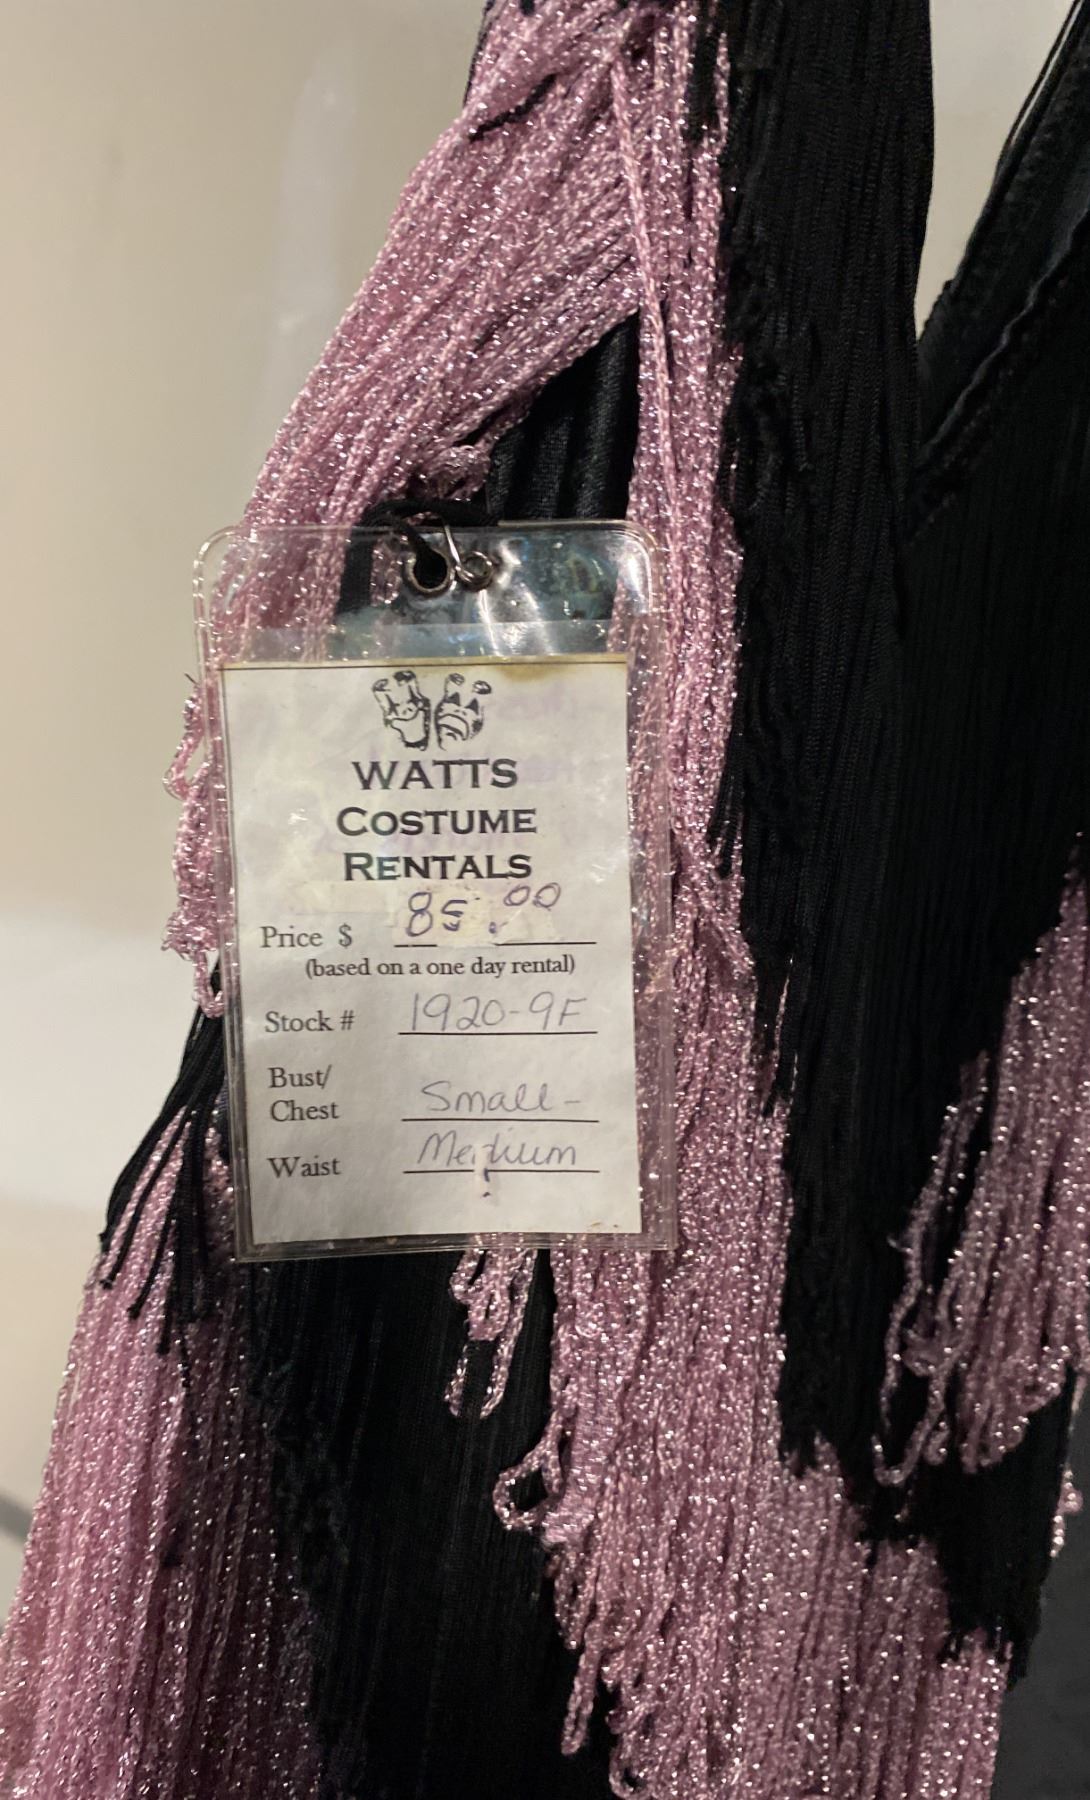 WATTS
COSTUME
RENTALS
Price $ 85.00
(based on a one day rental)
Stock # 1920-9F
Bust/
Chest Small-
Waist Medium